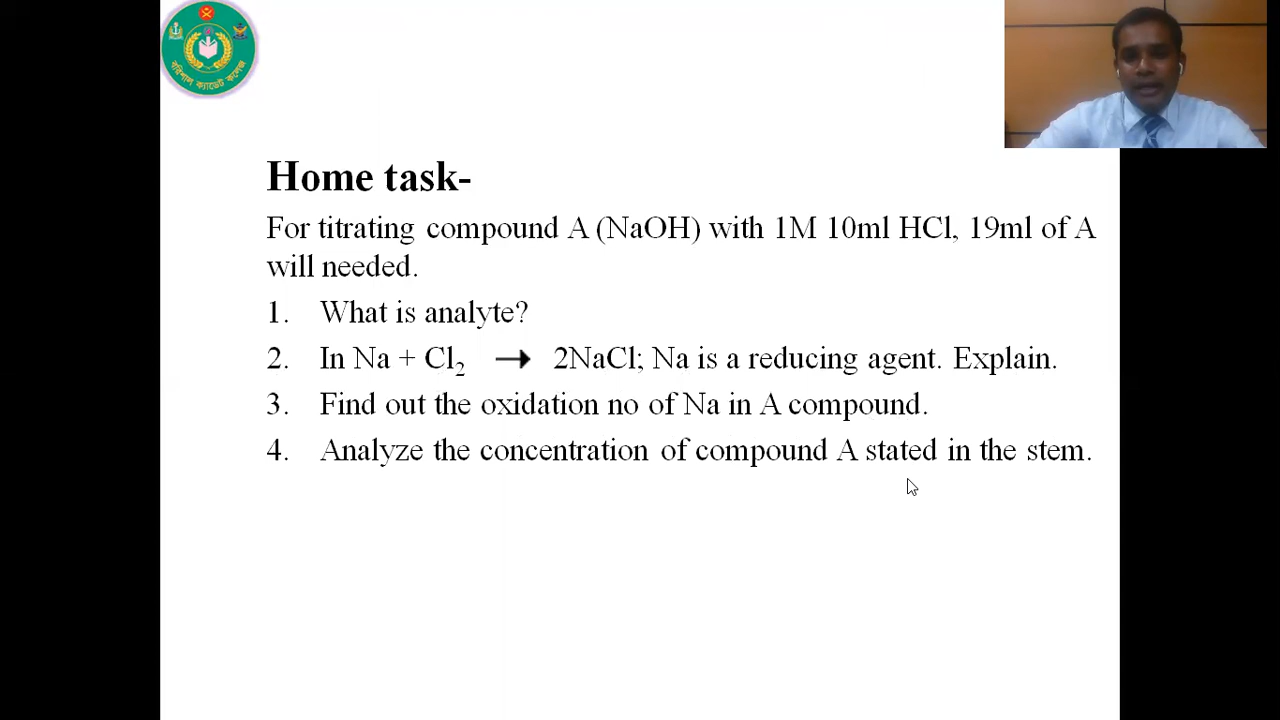 বরিশাল ক্যাডেট কলেজ
Home task-
For titrating compound A (NaOH) with 1M 10ml HCl, 19ml of A
will needed.
1. What is analyte?
2. In Na + Cl₂ → 2NaCl; Na is a reducing agent. Explain.
3. Find out the oxidation no of Na in A compound.
4. Analyze the concentration of compound A stated in the stem.